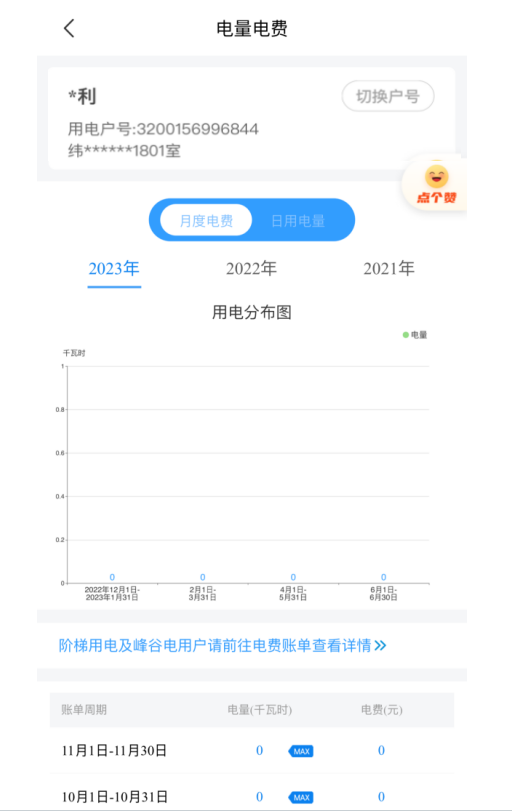 电量电费
*利
切换户号
用电户号:3200156996844
纬******1801室
点个赞
月度电费 日用电量
2023年 2022年 2021年
用电分布图
电量
千瓦时
1
0.8
0.6
0.4
0.2
0
0 0 0 0
2022年12月1日- 2月1日- 4月1日- 6月1日-
2023年1月31日 3月31日 5月31日 6月30日
阶梯用电及峰谷电用户请前往电费账单查看详情
账单周期 电量(千瓦时) 电费(元)
11月1日-11月30日 0 MAX 0
10月1日-10月31日 0 MAX 0